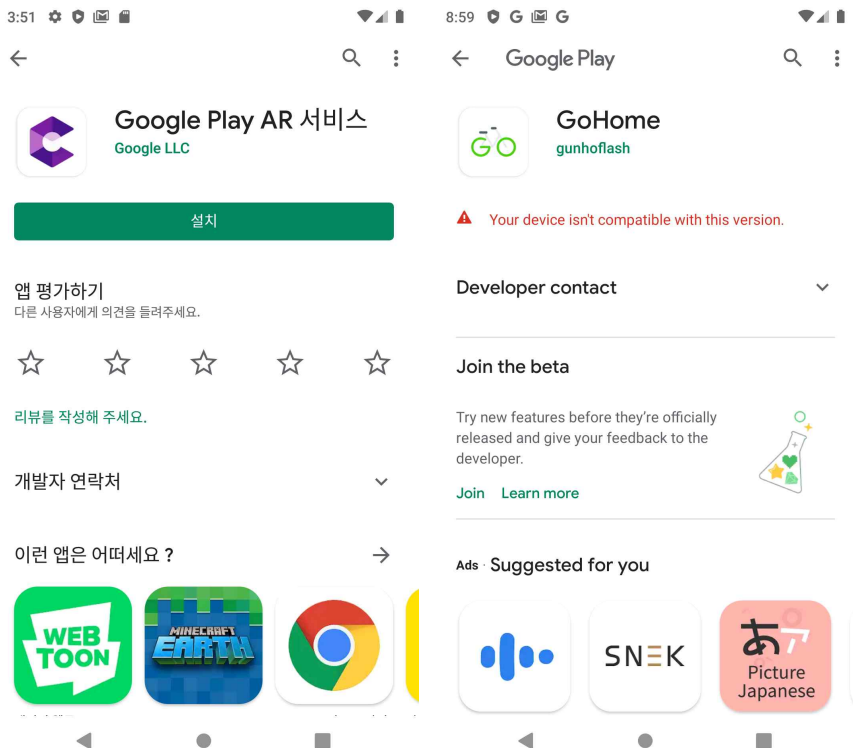 3:51
Google Play AR 서비스
Google LLC
설치
앱 평가하기
다른 사용자에게 의견을 들려주세요.
리뷰를 작성해 주세요.
개발자 연락처
이런 앱은 어떠세요 ?
WEB
TOON
MINECRAFT
EARTH
8:59
Google Play
GO
GoHome
gunhoflash
Your device isn't compatible with this version.
Developer contact
Join the beta
Try new features before they're officially
released and give your feedback to the
developer.
Join Learn more
Ads · Suggested for you
SNEK
あア
Picture
Japanese